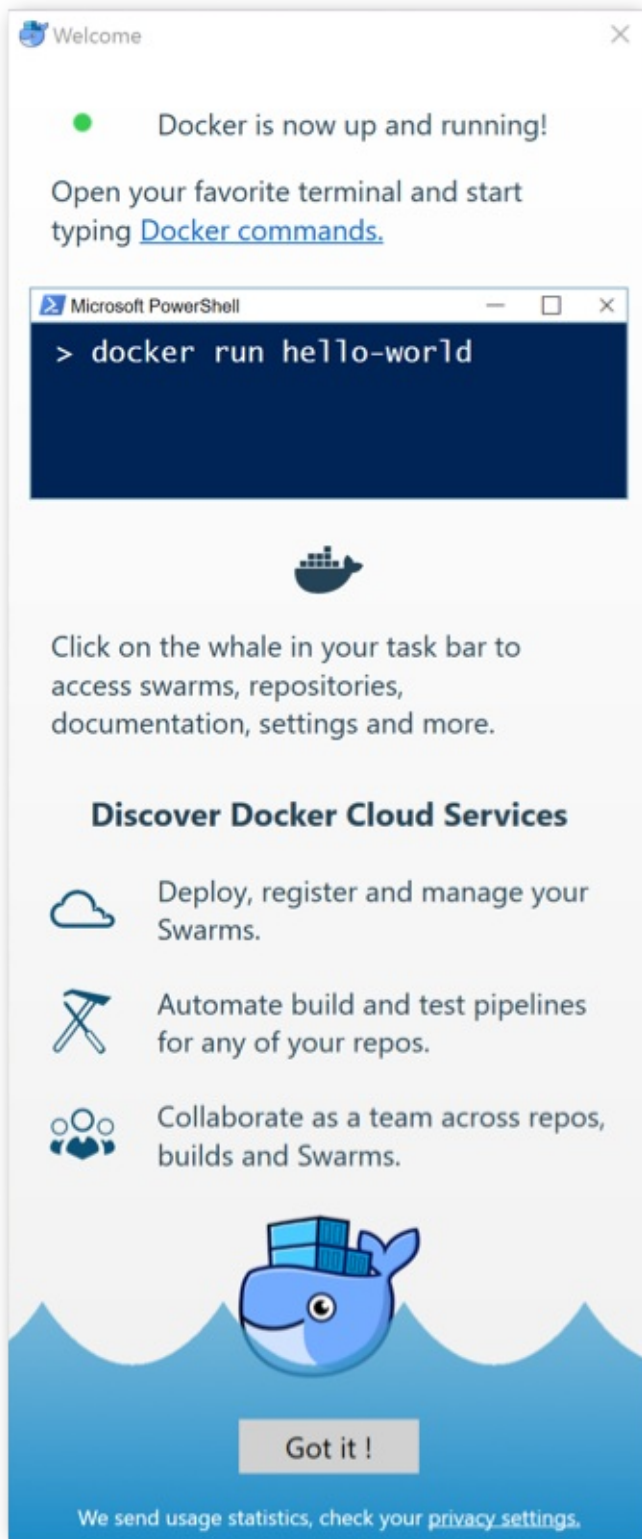 Welcome
Docker is now up and running!
Open your favorite terminal and start
typing Docker commands.
Microsoft PowerShell
> docker run hello-world
Click on the whale in your task bar to
access swarms, repositories,
documentation, settings and more.
Discover Docker Cloud Services
Deploy, register and manage your
Swarms.
Automate build and test pipelines
for any of your repos.
Collaborate as a team across repos,
builds and Swarms.
Got it !
We send usage statistics, check your privacy settings.